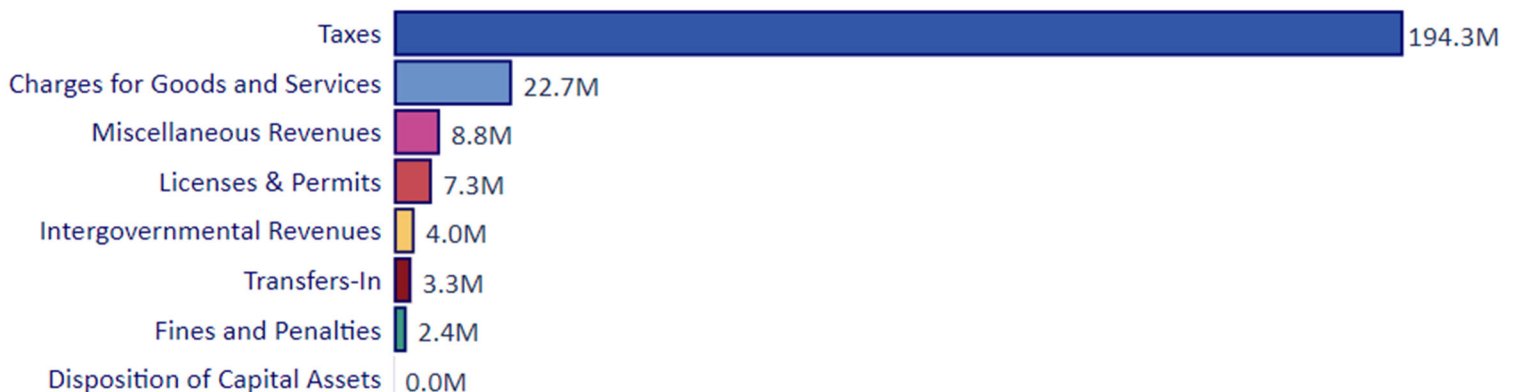 Taxes 194.3M
Charges for Goods and Services 22.7M
Miscellaneous Revenues 8.8M
Licenses & Permits 7.3M
Intergovernmental Revenues 4.0M
Transfers-In 3.3M
Fines and Penalties 2.4M
Disposition of Capital Assets 0.0M